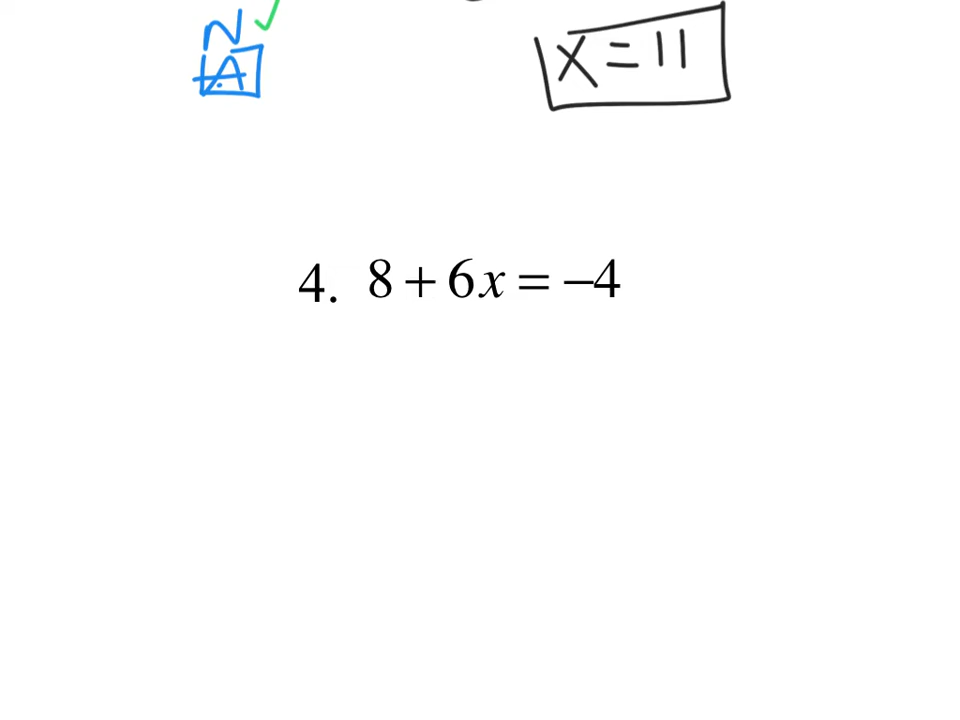 N ✓
A
x = 11
4. 8 + 6x = −4